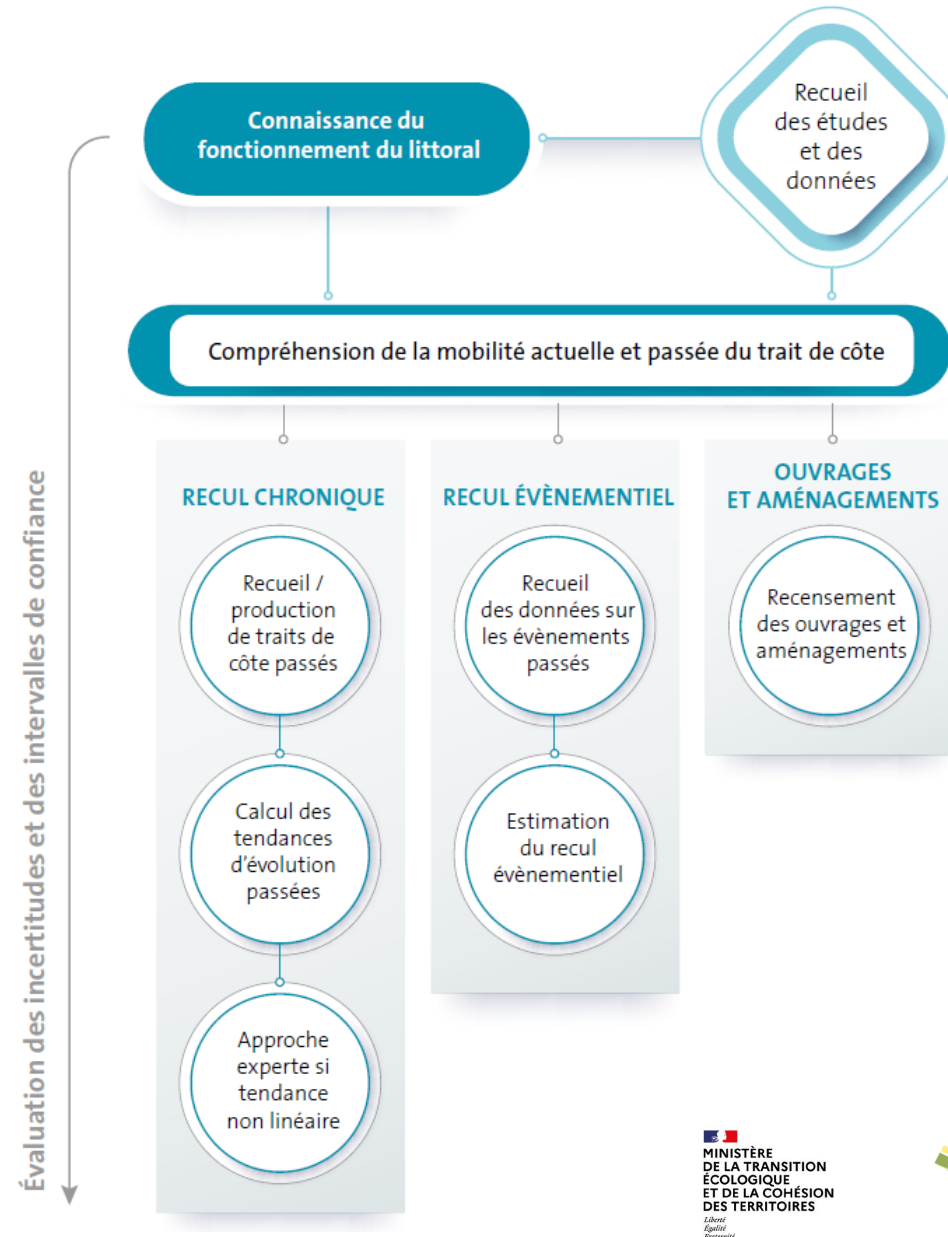 Connaissance du
fonctionnement du littoral
Recueil
des études
et des
données
Compréhension de la mobilité actuelle et passée du trait de côte
Évaluation des incertitudes et des intervalles de confiance
RECUL CHRONIQUE
Recueil /
production
de traits de
côte passés
Calcul des
tendances
d'évolution
passées
Approche
experte si
tendance
non linéaire
RECUL ÉVÈNEMENTIEL
Recueil
des données sur
les évènements
passés
Estimation
du recul
évènementiel
OUVRAGES
ET AMÉNAGEMENTS
Recensement
des ouvrages et
aménagements
MINISTÈRE
DE LA TRANSITION
ÉCOLOGIQUE
ET DE LA COHÉSION
DES TERRITOIRES
Liberté
Égalité
Fraternité